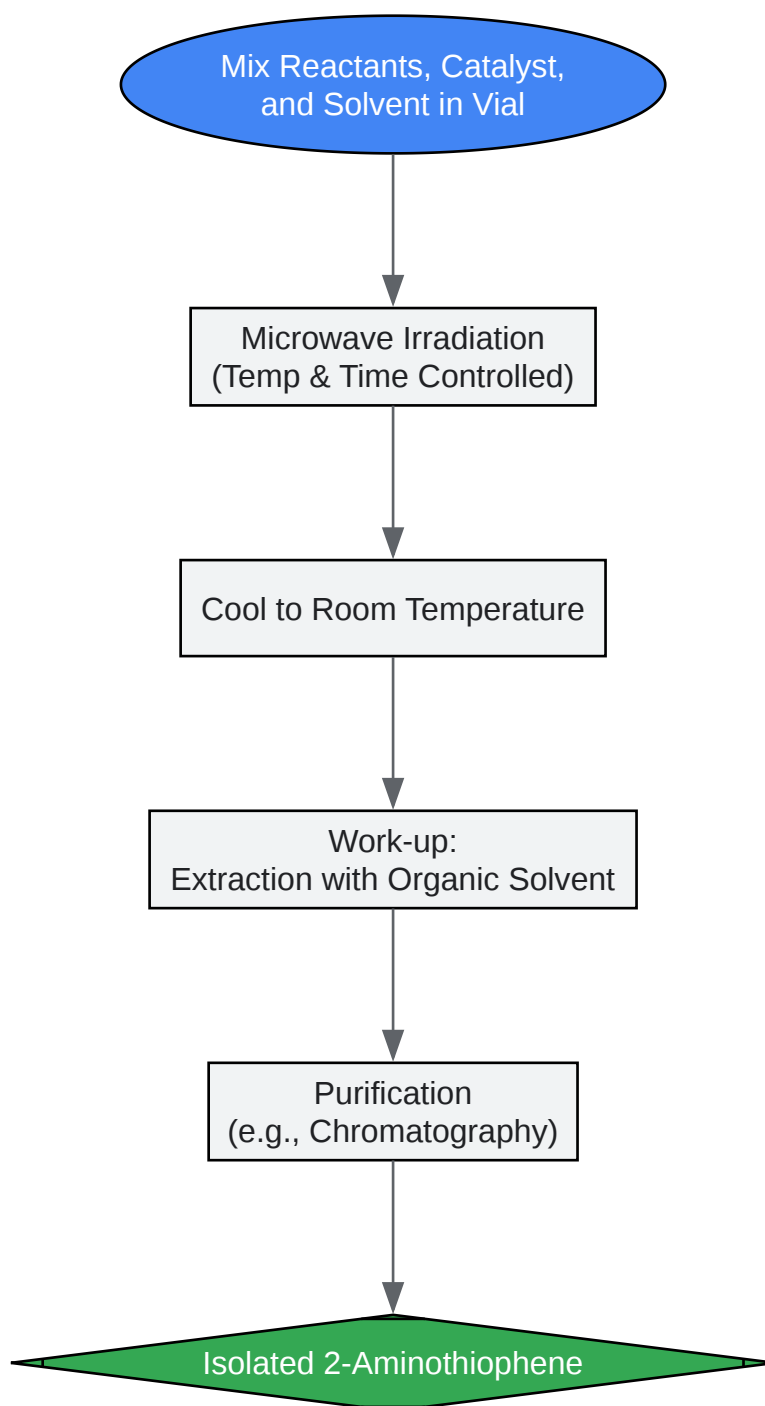 Mix Reactants, Catalyst,
and Solvent in Vial
Microwave Irradiation
(Temp & Time Controlled)
Cool to Room Temperature
Work-up:
Extraction with Organic Solvent
Purification
(e.g., Chromatography)
Isolated 2-Aminothiophene